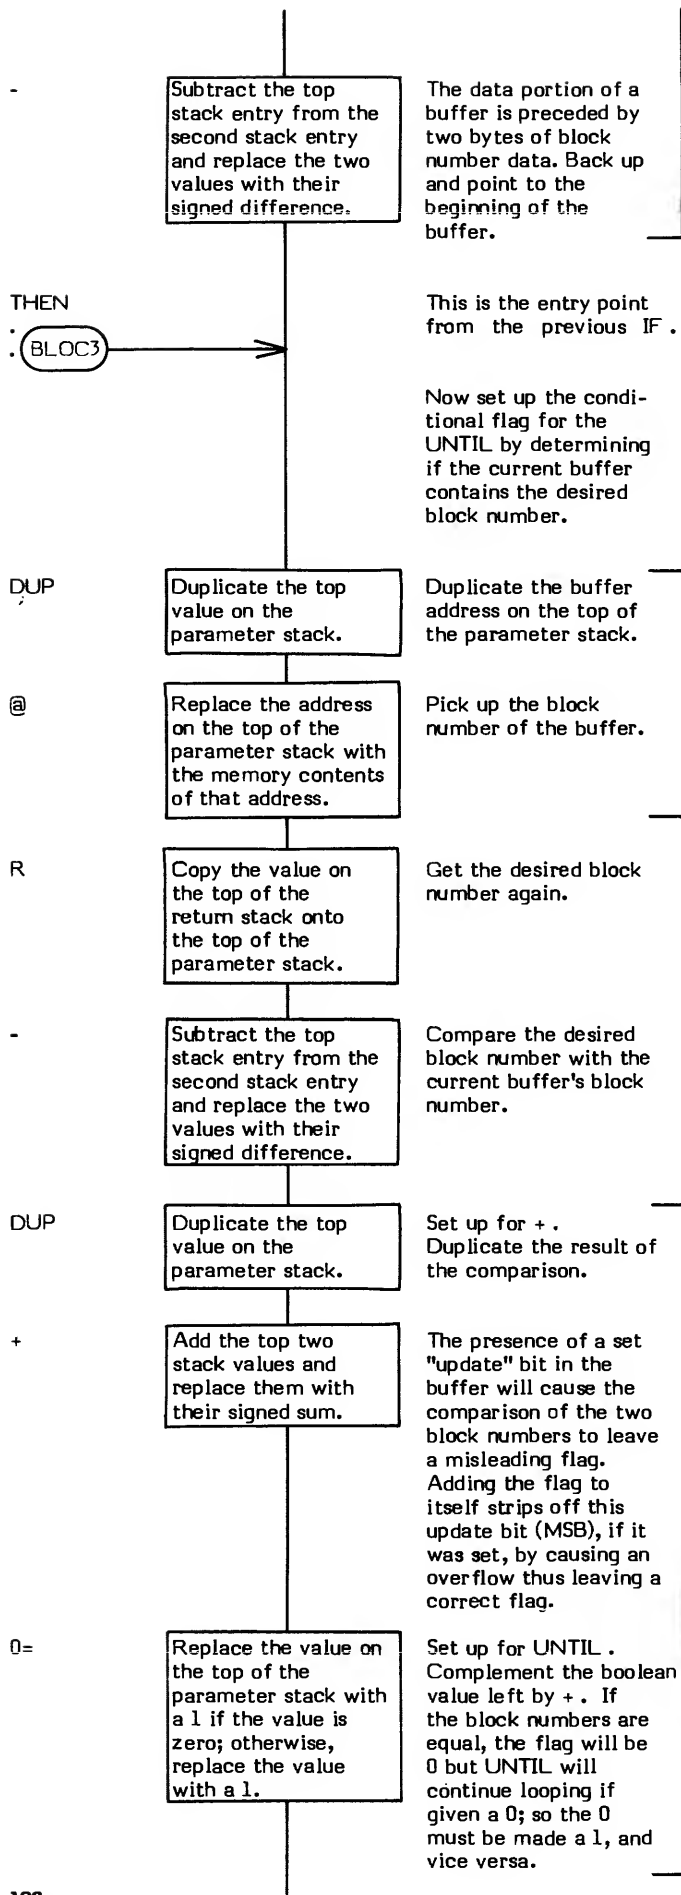 -
Subtract the top
stack entry from the
second stack entry
and replace the two
values with their
signed difference.
The data portion of a
buffer is preceded by
two bytes of block
number data. Back up
and point to the
beginning of the
buffer.
THEN
:
BLOC3
This is the entry point
from the previous IF .
Now set up the condi-
tional flag for the
UNTIL by determining
if the current buffer
contains the desired
block number.
DUP
Duplicate the top
value on the
parameter stack.
Duplicate the buffer
address on the top of
the parameter stack.
@
Replace the address
on the top of the
parameter stack with
the memory contents
of that address.
Pick up the block
number of the buffer.
R
Copy the value on
the top of the
return stack onto
the top of the
parameter stack.
Get the desired block
number again.
-
Subtract the top
stack entry from the
second stack entry
and replace the two
values with their
signed difference.
Compare the desired
block number with the
current buffer's block
number.
DUP
Duplicate the top
value on the
parameter stack.
Set up for + .
Duplicate the result of
the comparison.
+
Add the top two
stack values and
replace them with
their signed sum.
The presence of a set
"update" bit in the
buffer will cause the
comparison of the two
block numbers to leave
a misleading flag.
Adding the flag to
itself strips off this
update bit (MSB), if it
was set, by causing an
overflow thus leaving a
correct flag.
0=
Replace the value on
the top of the
parameter stack with
a 1 if the value is
zero; otherwise,
replace the value
with a 1.
Set up for UNTIL .
Complement the boolean
value left by + . If
the block numbers are
equal, the flag will be
0 but UNTIL will
continue looping if
given a 0; so the 0
must be made a 1, and
vice versa.